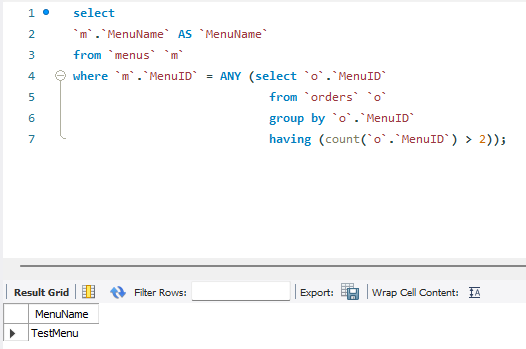 1 select
2 `m`.`MenuName` AS `MenuName`
3 from `menus` `m`
4 where `m`.`MenuID` = ANY (select `o`.`MenuID`
5 from `orders` `o`
6 group by `o`.`MenuID`
7 having (count(`o`.`MenuID`) > 2));
Result Grid Filter Rows: Export: Wrap Cell Content: IA
MenuName
TestMenu